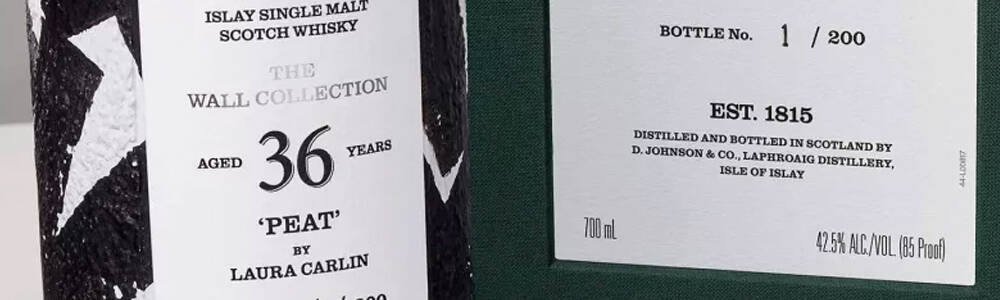 ISLAY SINGLE MALT
SCOTCH WHISKY
THE
WALL COLLECTION
AGED 36 YEARS
'PEAT'
BY
LAURA CARLIN
BOTTLE No. 1 / 200
EST. 1815
DISTILLED AND BOTTLED IN SCOTLAND BY
D. JOHNSON & CO., LAPHROAIG DISTILLERY,
ISLE OF ISLAY
700 mL
42.5% ALC./VOL. (85 Proof)